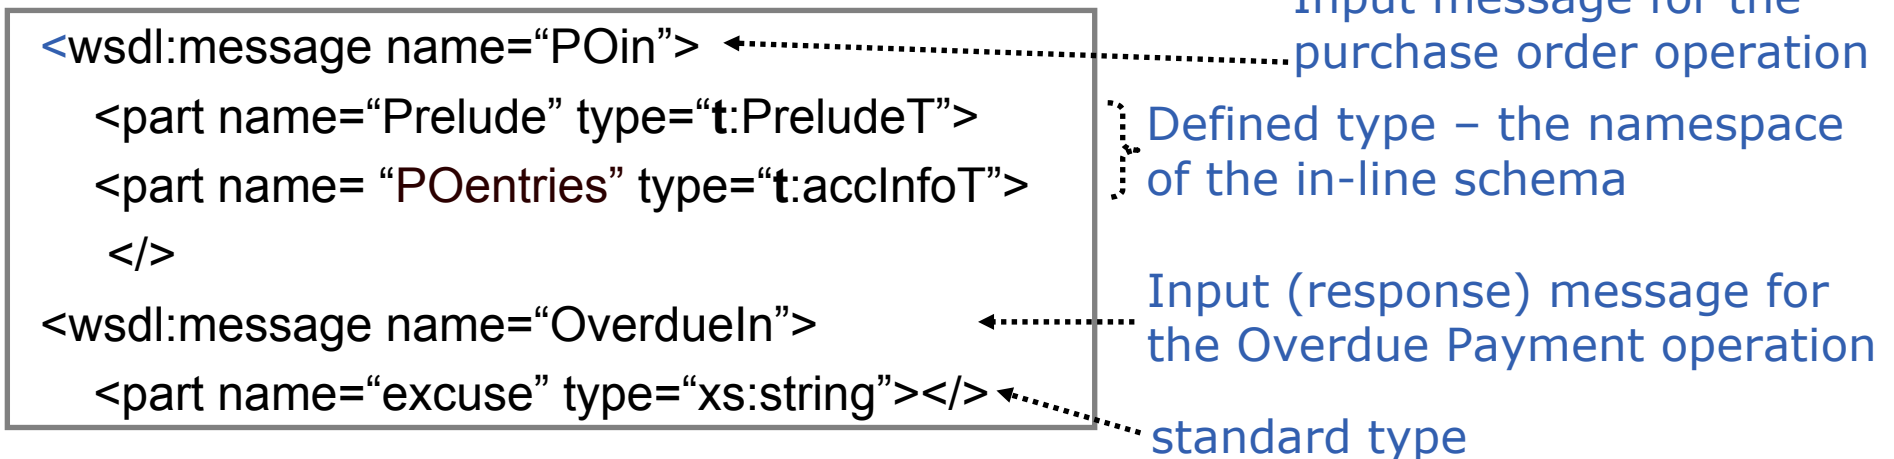 <wsdl:message name=“POin”>
<part name=“Prelude” type=“t:PreludeT”>
<part name= “POentries” type=“t:accInfoT”>
</>
<wsdl:message name=“OverdueIn”>
<part name=“excuse” type=“xs:string”></>
Input message for the
purchase order operation
Defined type – the namespace
of the in-line schema
Input (response) message for
the Overdue Payment operation
standard type